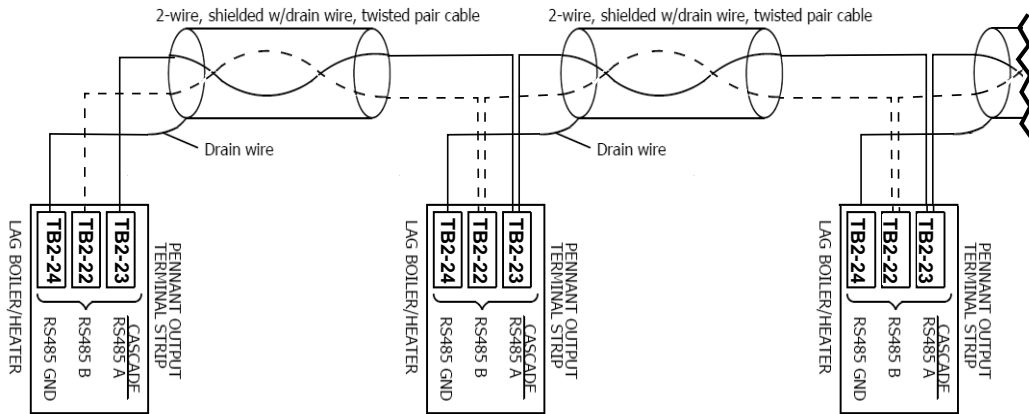 2-wire, shielded w/drain wire, twisted pair cable
2-wire, shielded w/drain wire, twisted pair cable
Drain wire
Drain wire
TB2-24
TB2-22
TB2-23
RS485 GND
RS485 B
RS485 A
CASCADE
PENNANT OUTPUT
TERMINAL STRIP
LAG BOILER/HEATER
TB2-24
TB2-22
TB2-23
RS485 GND
RS485 B
RS485 A
CASCADE
PENNANT OUTPUT
TERMINAL STRIP
LAG BOILER/HEATER
TB2-24
TB2-22
TB2-23
RS485 GND
RS485 B
RS485 A
CASCADE
PENNANT OUTPUT
TERMINAL STRIP
LAG BOILER/HEATER